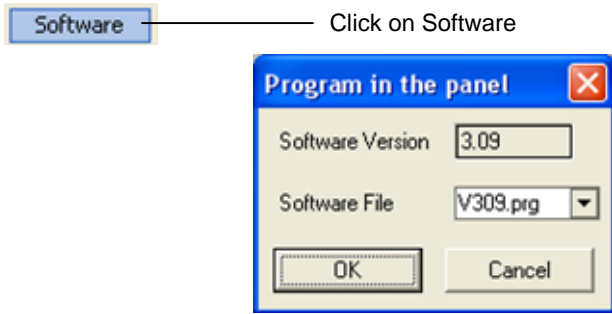 Software Click on Software
Program in the panel
Software Version 3.09
Software File V309.prg
OK Cancel